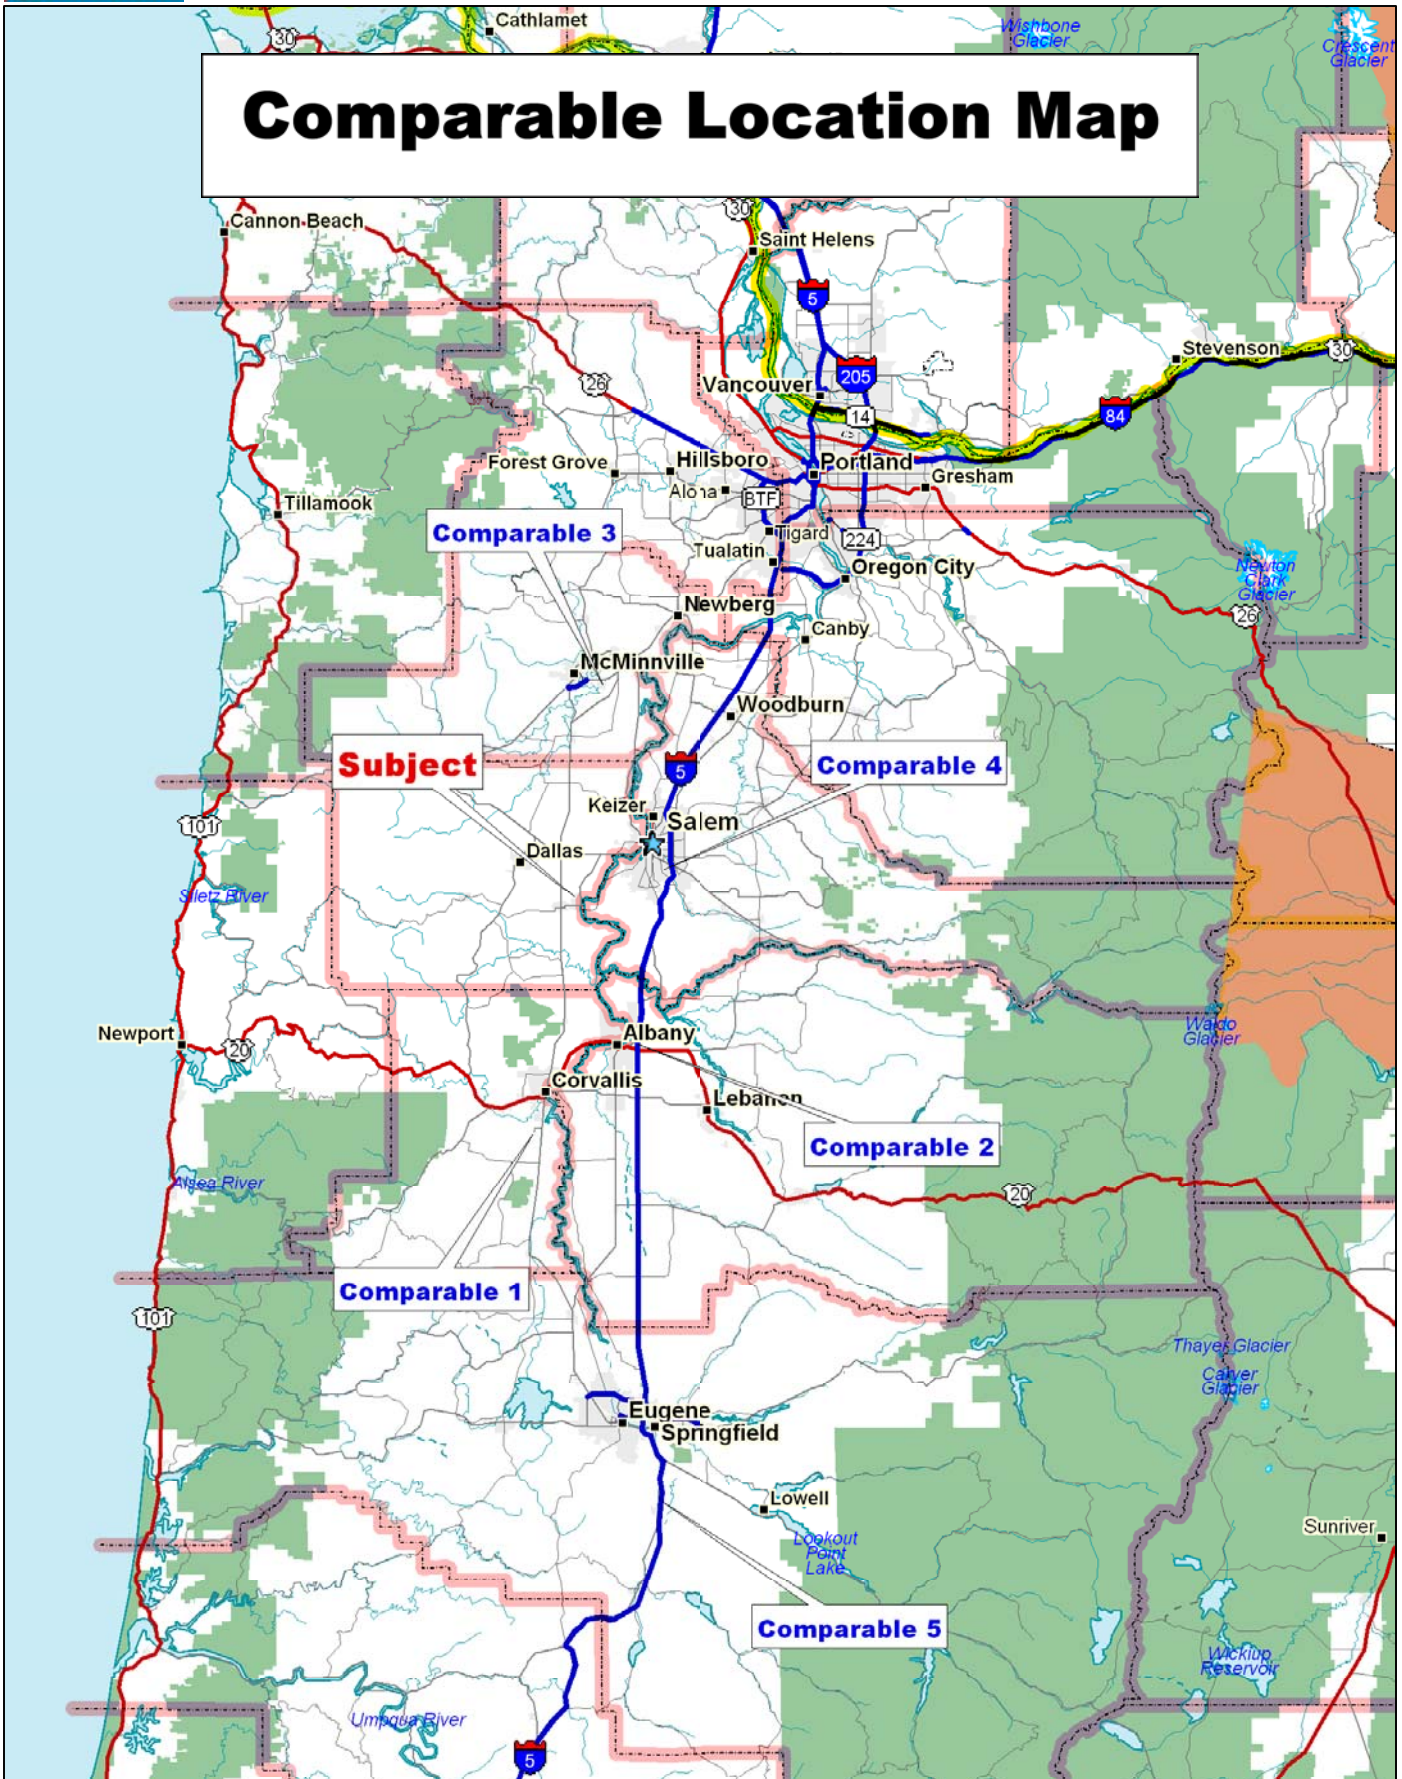 Cathlamet
30
Wishbone
Glacier
Crescent
Glacier
Comparable Location Map
30
Cannon Beach
Saint Helens
5
Stevenson
30
205
26
Vancouver
14
84
Forest Grove
Hillsboro
Portland
Gresham
Aloha
BTF
Tillamook
Comparable 3
Tigard
224
Tualatin
Oregon City
Newton
Clark
Glacier
Newberg
26
Canby
McMinnville
Woodburn
Subject
5
Comparable 4
Keizer
Salem
101
Dallas
Siletz River
Waldo
Glacier
Newport
20
Albany
Corvallis
Lebanon
Comparable 2
Alsea River
20
Comparable 1
101
Thayer Glacier
Carver
Glacier
Eugene
Springfield
Lowell
Sunriver
Lookout
Point
Lake
Comparable 5
Wickiup
Reservoir
Umpqua River
5